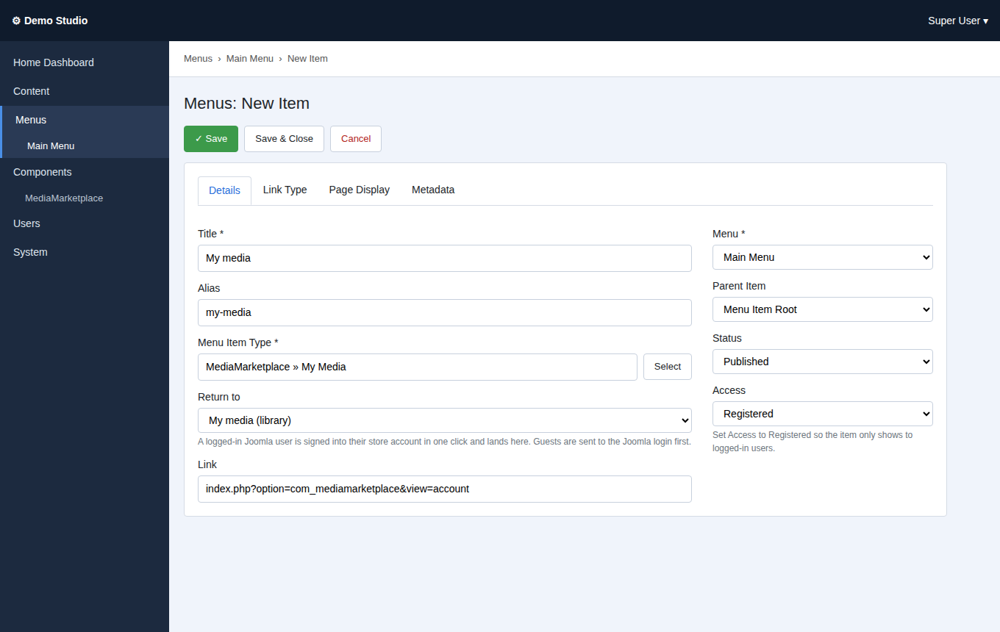 ⚙ Demo Studio
Super User ▾
Home Dashboard
Content
Menus
Main Menu
Components
MediaMarketplace
Users
System
Menus › Main Menu › New Item
Menus: New Item
✓ Save
Save & Close
Cancel
Details
Link Type
Page Display
Metadata
Title *
My media
Alias
my-media
Menu Item Type *
MediaMarketplace » My Media
Select
Return to
My media (library)
A logged-in Joomla user is signed into their store account in one click and lands here. Guests are sent to the Joomla login first.
Link
index.php?option=com_mediamarketplace&view=account
Menu *
Main Menu
Parent Item
Menu Item Root
Status
Published
Access
Registered
Set Access to Registered so the item only shows to
logged-in users.